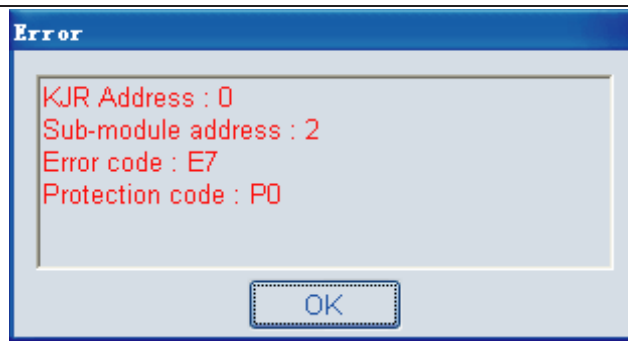 Error
KJR Address : 0
Sub-module address : 2
Error code : E7
Protection code : P0
OK